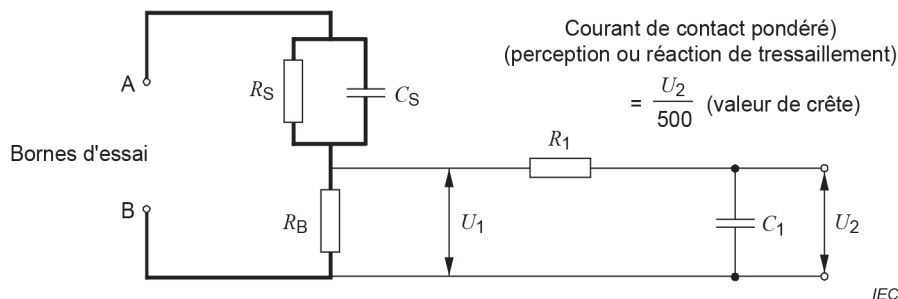 Courant de contact pondéré)
(perception ou réaction de tressaillement)
= U2/500 (valeur de crête)
A
RS
CS
Bornes d'essai
R1
B
RB
U1
C1
U2
IEC